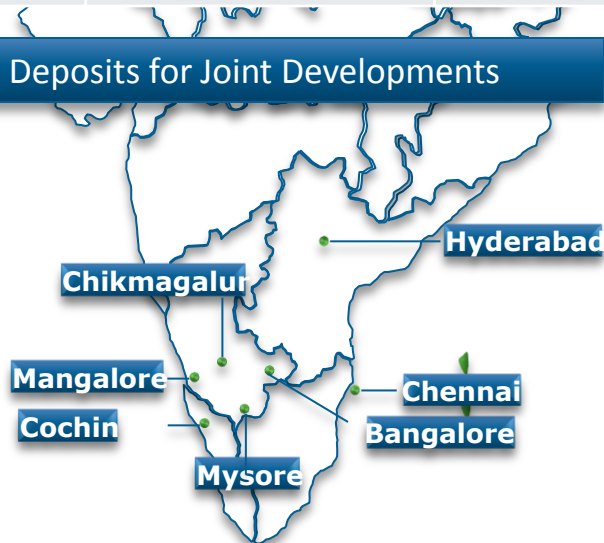 Deposits for Joint Developments
Hyderabad
Chikmagalur
Mangalore
Chennai
Cochin
Bangalore
Mysore